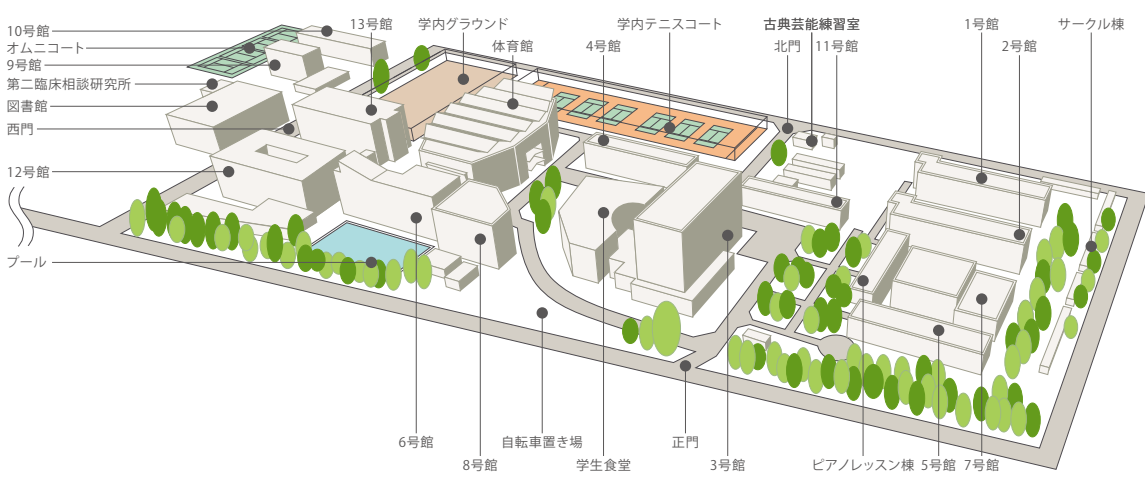 10号館
オムニコート
9号館
第二臨床相談研究所
図書館
西門
12号館
プール
13号館
学内グラウンド
体育館
4号館
学内テニスコート
古典芸能練習室
北門
11号館
1号館
2号館
サークル棟
6号館
8号館
自転車置き場
学生食堂
正門
3号館
ピアノレッスン棟
5号館
7号館